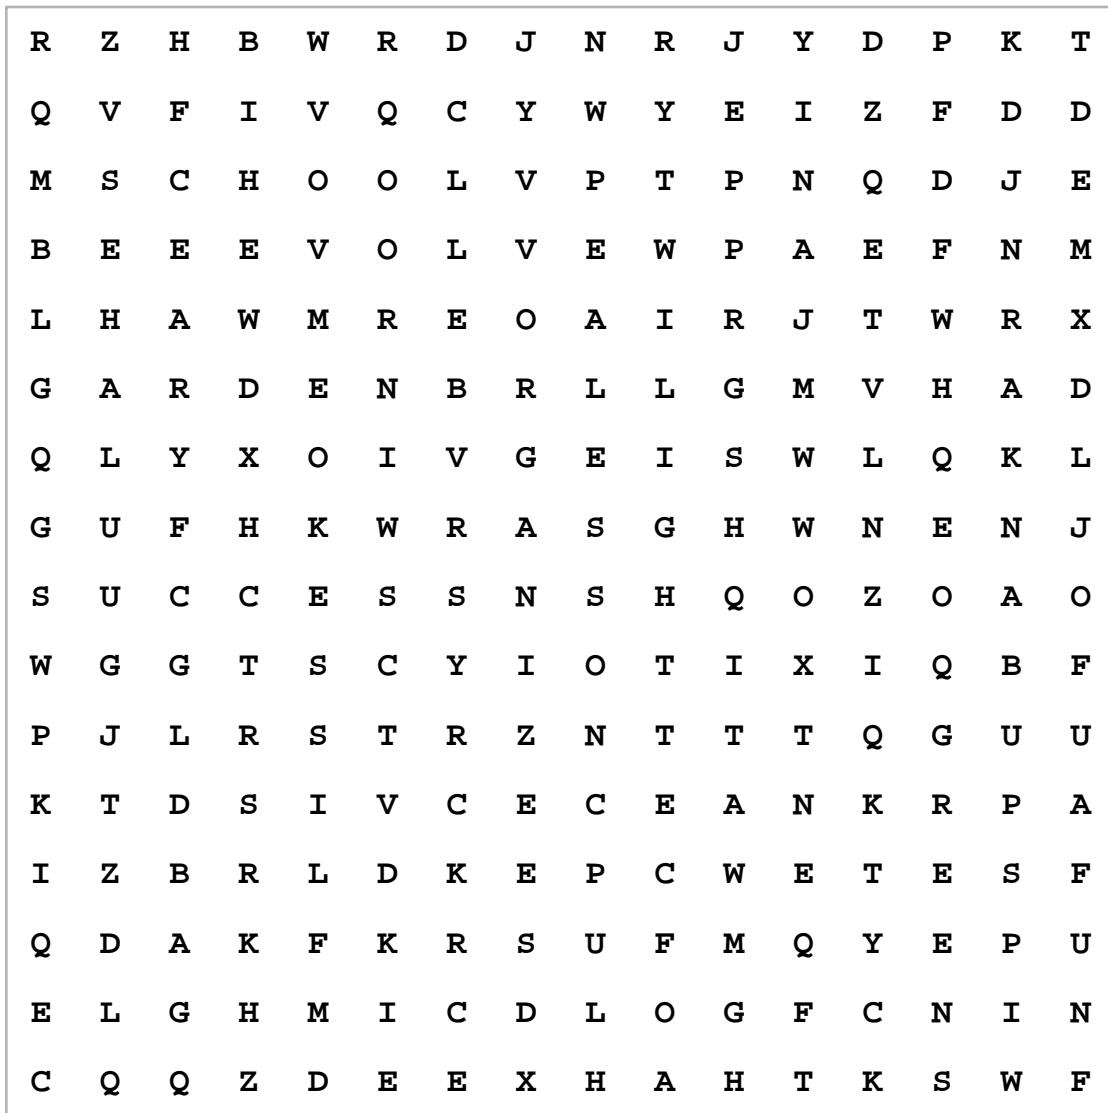 R Z H B W R D J N R J Y D P K T
Q V F I V Q C Y W Y E I Z F D D
M S C H O O L V P T P N Q D J E
B E E E V O L V E W P A E F N M
L H A W M R E O A I R J T W R X
G A R D E N B R L L G M V H A D
Q L Y X O I V G E I S W L Q K L
G U F H K W R A S G H W N E N J
S U C C E S S N S H Q O Z O A O
W G G T S C Y I O T I X I Q B F
P J L R S T R Z N T T T Q G U U
K T D S I V C E C E A N K R P A
I Z B R L D K E P C W E T E S F
Q D A K F K R S U F M Q Y E P U
E L G H M I C D L O G F C N I N
C Q Q Z D E E X H A H T K S W F